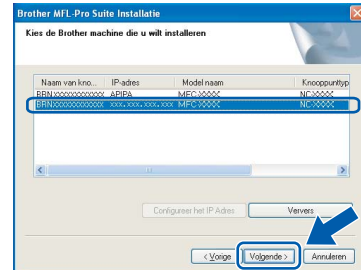 Brother MFL-Pro Suite Installatie
Kies de Brother machine die u wilt installeren
Naam van kno... IP-adres Model naam Knooppunttyp
BRNxxxxxxxxxxxx APIPA MFC-XXXX NC-XXXX
BRNxxxxxxxxxxxx xxx.xxx.xxx.xxx MFC-XXXX NC-XXXX
Configureer het IP Adres Ververs
< Vorige Volgende > Annuleren